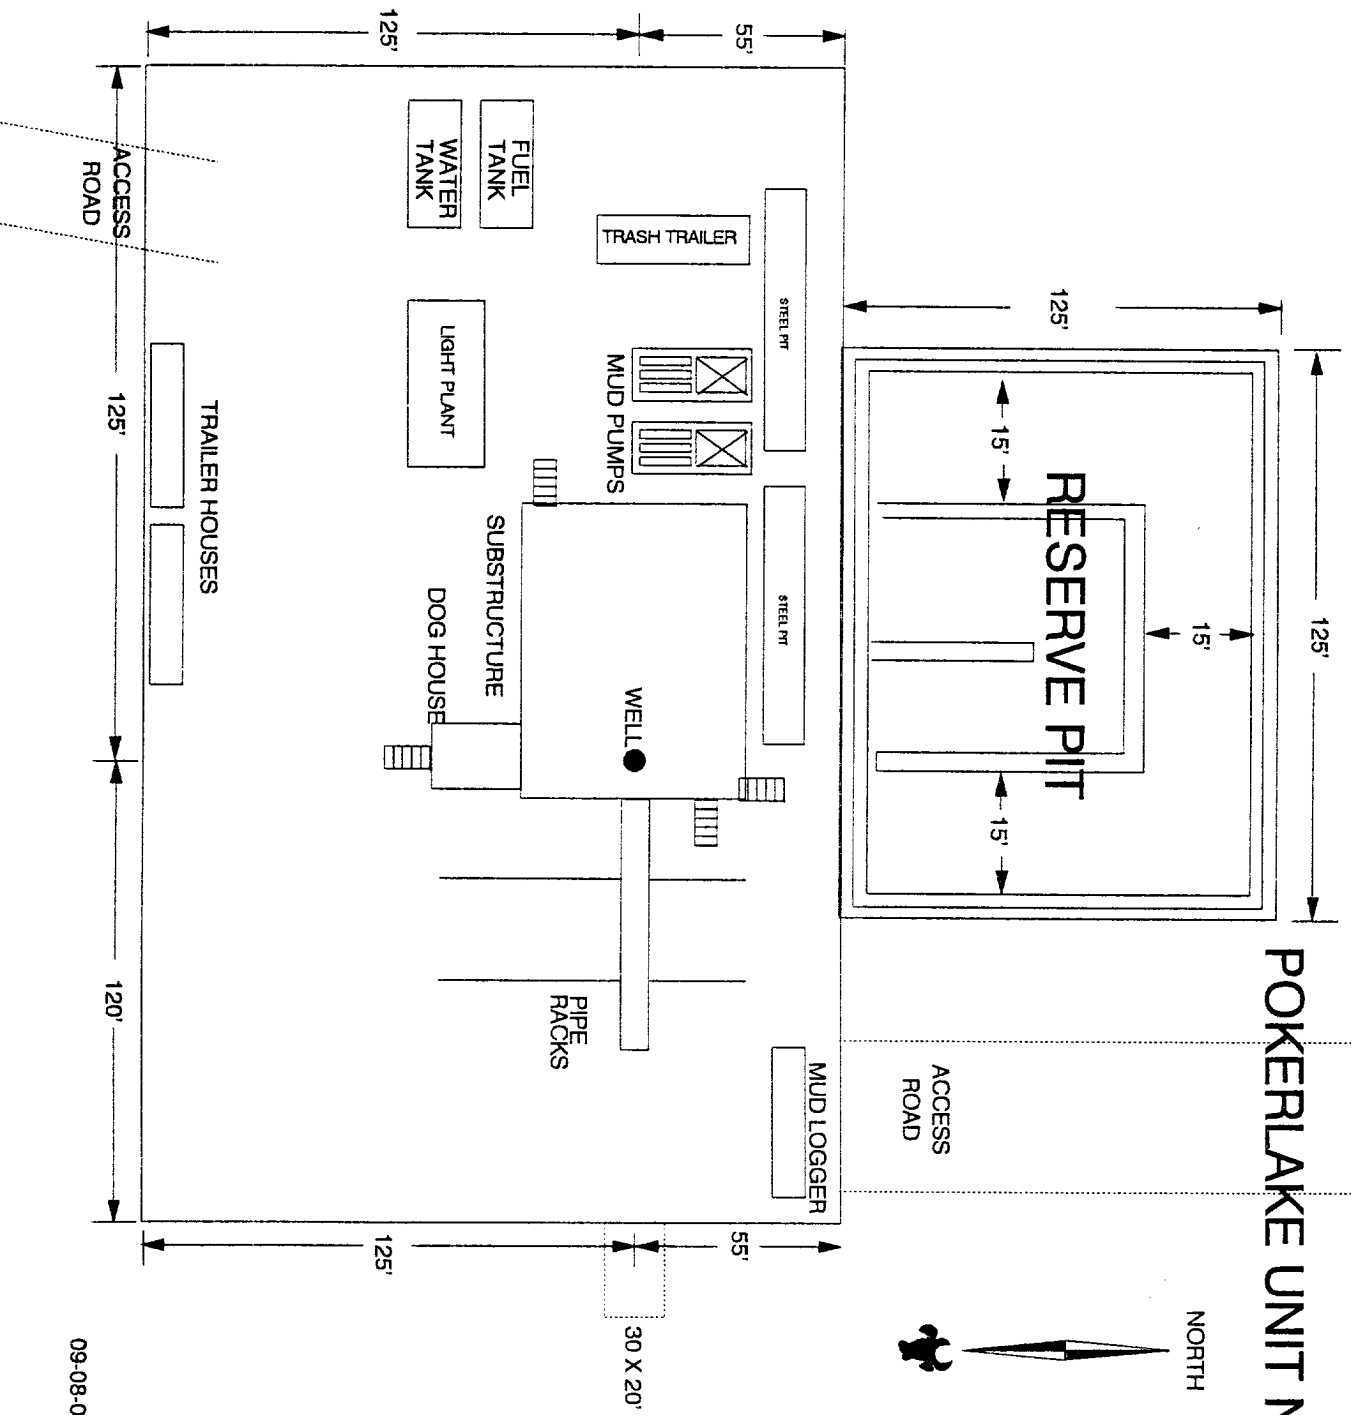 POKERLAKE UNIT N
NORTH
125'
125'
15'
RESERVE PIT
15'
15'
ACCESS
ROAD
55'
125'
STEEL PIT
STEEL PIT
MUD LOGGER
TRASH TRAILER
MUD PUMPS
WELL
PIPE
RACKS
FUEL
TANK
WATER
TANK
LIGHT PLANT
SUBSTRUCTURE
DOG HOUSE
55'
125'
30 X 20'
TRAILER HOUSES
ACCESS
ROAD
125'
120'
09-08-0